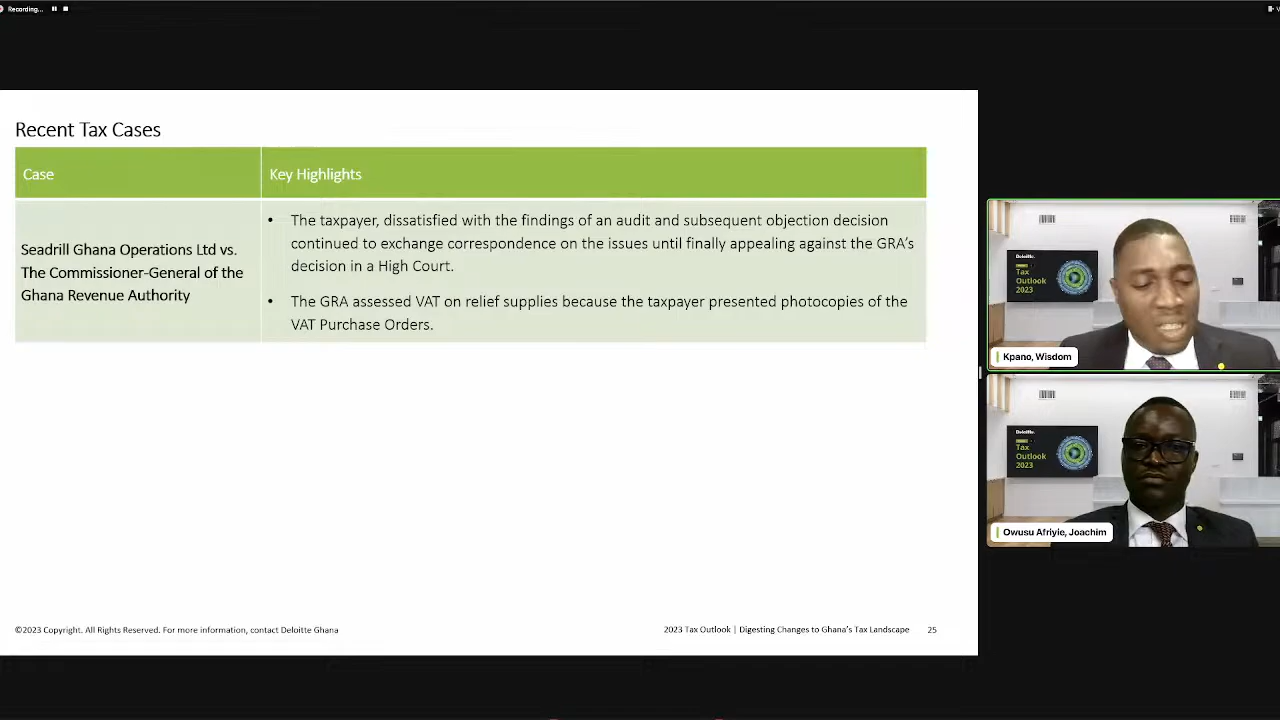 Recording...
Recent Tax Cases
Case
Key Highlights
Seadrill Ghana Operations Ltd vs.
The Commissioner-General of the
Ghana Revenue Authority
• The taxpayer, dissatisfied with the findings of an audit and subsequent objection decision
continued to exchange correspondence on the issues until finally appealing against the GRA's
decision in a High Court.
• The GRA assessed VAT on relief supplies because the taxpayer presented photocopies of the
VAT Purchase Orders.
©2023 Copyright. All Rights Reserved. For more information, contact Deloitte Ghana
2023 Tax Outlook | Digesting Changes to Ghana's Tax Landscape
25
Deloitte.
Tax
Outlook
2023
Kpano, Wisdom
Deloitte.
Tax
Outlook
2023
Owusu Afriyie, Joachim